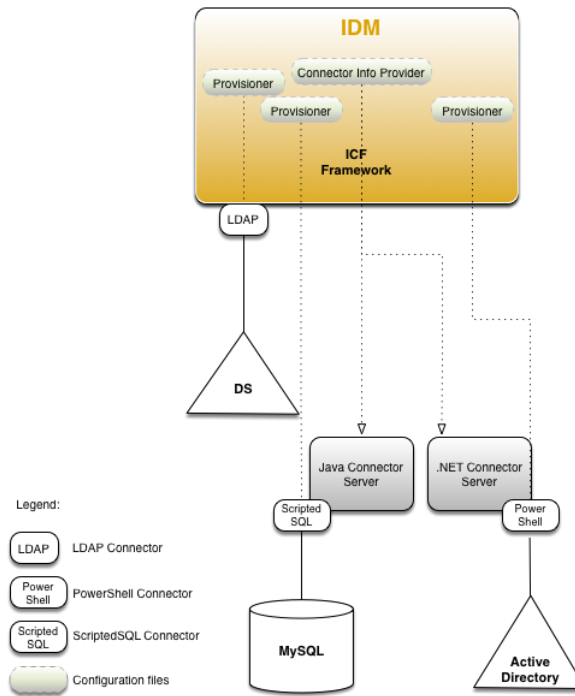 IDM
Connector Info Provider
Provisioner
Provisioner
Provisioner
ICF
Framework
LDAP
DS
Java Connector
Server
.NET Connector
Server
Scripted
SQL
Power
Shell
MySQL
Active
Directory
Legend:
LDAP
LDAP Connector
Power
Shell
PowerShell Connector
Scripted
SQL
ScriptedSQL Connector
Configuration files